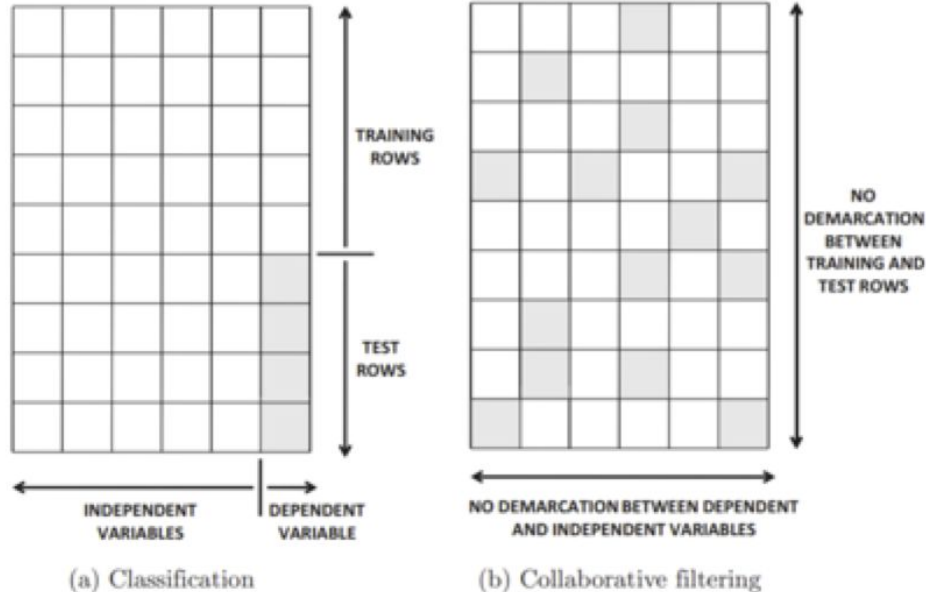 TRAINING
ROWS
TEST
ROWS
INDEPENDENT
VARIABLES
DEPENDENT
VARIABLE
(a) Classification
NO
DEMARCATION
BETWEEN
TRAINING AND
TEST ROWS
NO DEMARCATION BETWEEN DEPENDENT
AND INDEPENDENT VARIABLES
(b) Collaborative filtering